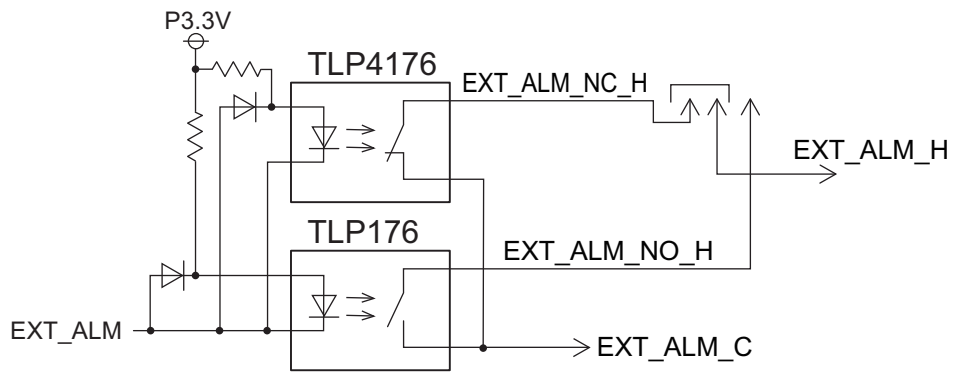 P3.3V
TLP4176
EXT_ALM_NC_H
EXT_ALM_H
TLP176
EXT_ALM_NO_H
EXT_ALM
EXT_ALM_C